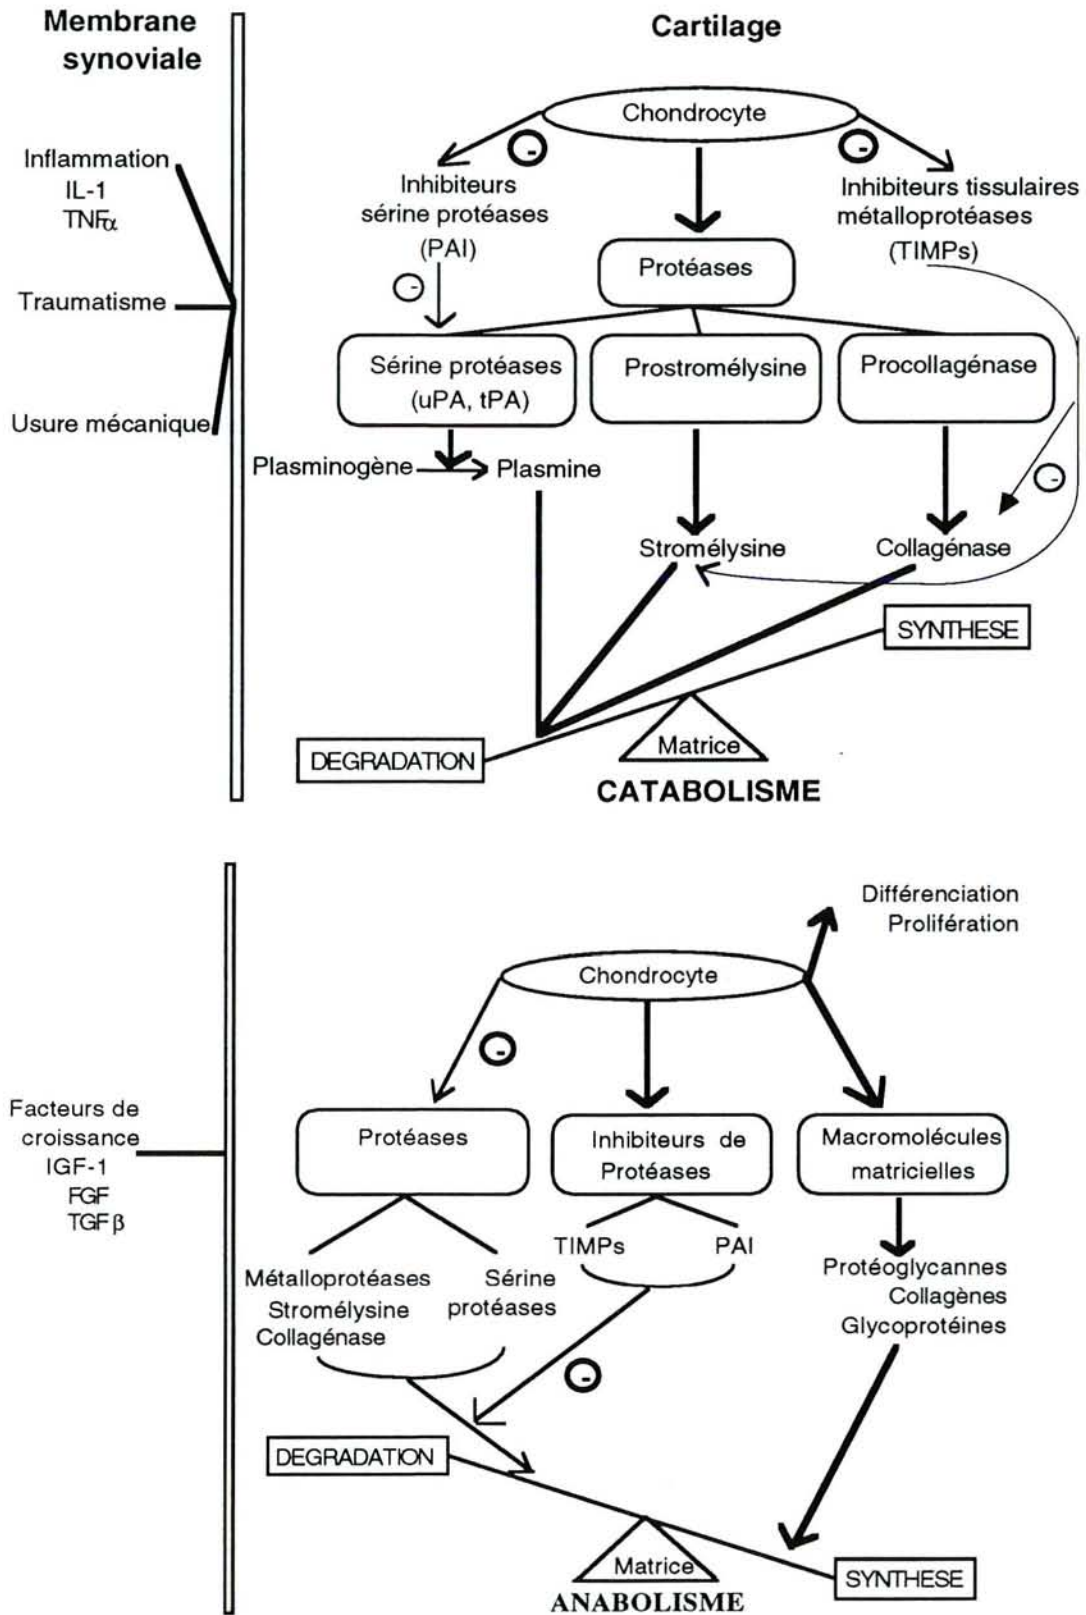 Membrane
synoviale
Cartilage
Chondrocyte
-
-
Inflammation
IL-1
TNFα
Traumatisme
Usure mécanique
Inhibiteurs
sérine protéases
(PAI)
-
Inhibiteurs tissulaires
métalloprotéases
(TIMPs)
Protéases
Sérine protéases
(uPA, tPA)
Prostromélysine
Procollagénase
Plasminogène
Plasmine
-
Stromélysine
Collagénase
SYNTHESE
DEGRADATION
Matrice
CATABOLISME
Différenciation
Prolifération
Chondrocyte
-
Facteurs de
croissance
IGF-1
FGF
TGF β
Protéases
Inhibiteurs de
Protéases
Macromolécules
matricielles
TIMPs
PAI
Métalloprotéases
Stromélysine
Collagénase
Sérine
protéases
Protéoglycannes
Collagènes
Glycoprotéines
-
DEGRADATION
Matrice
SYNTHESE
ANABOLISME